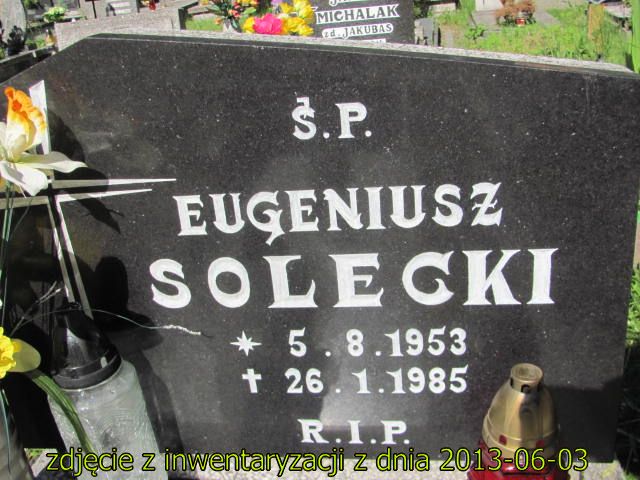 MICHALAK
zd. JAKUBAS
Ś.P.
EUGENIUSZ
SOLECKI
* 5.8.1953
† 26.1.1985
R.I.P.
zdjęcie z inwentaryzacji z dnia 2013-06-03